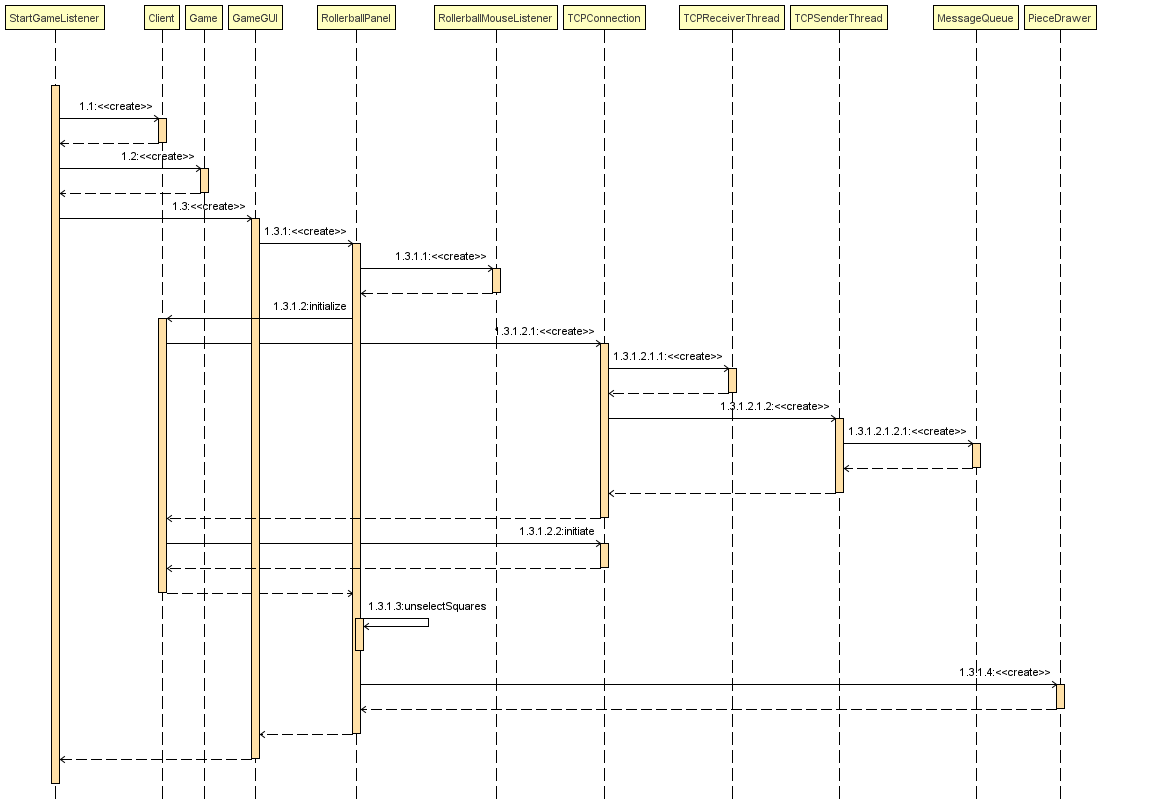 StartGameListener
Client
Game
GameGUI
RollerballPanel
RollerballMouseListener
TCPConnection
TCPReceiverThread
TCPSenderThread
MessageQueue
PieceDrawer
1.1:<<create>>
1.2:<<create>>
1.3:<<create>>
1.3.1:<<create>>
1.3.1.1:<<create>>
1.3.1.2:initialize
1.3.1.2.1:<<create>>
1.3.1.2.1.1:<<create>>
1.3.1.2.1.2:<<create>>
1.3.1.2.1.2.1:<<create>>
1.3.1.2.2:initiate
1.3.1.3:unselectSquares
1.3.1.4:<<create>>